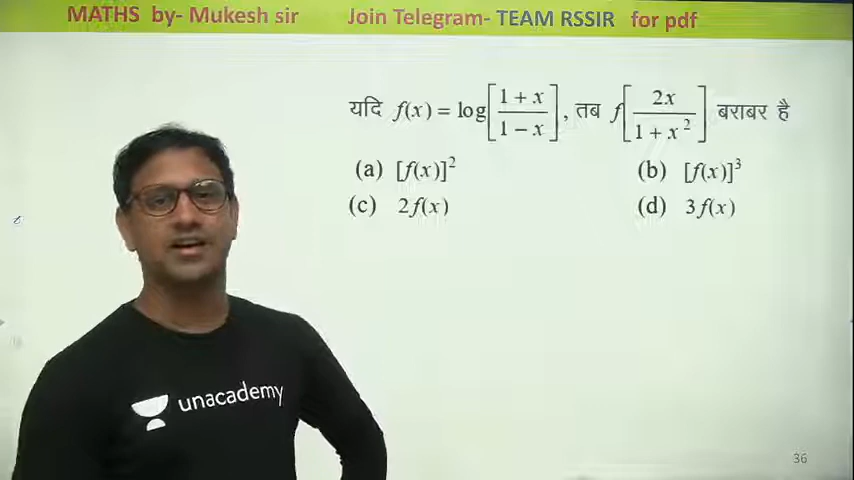 MATHS by- Mukesh sir Join Telegram- TEAM RSSIR for pdf
यदि f(x) = log[(1 + x)/(1 − x)], तब f[2x/(1 + x²)] बराबर है
(a) [f(x)]² (b) [f(x)]³
(c) 2f(x) (d) 3f(x)
unacademy
36